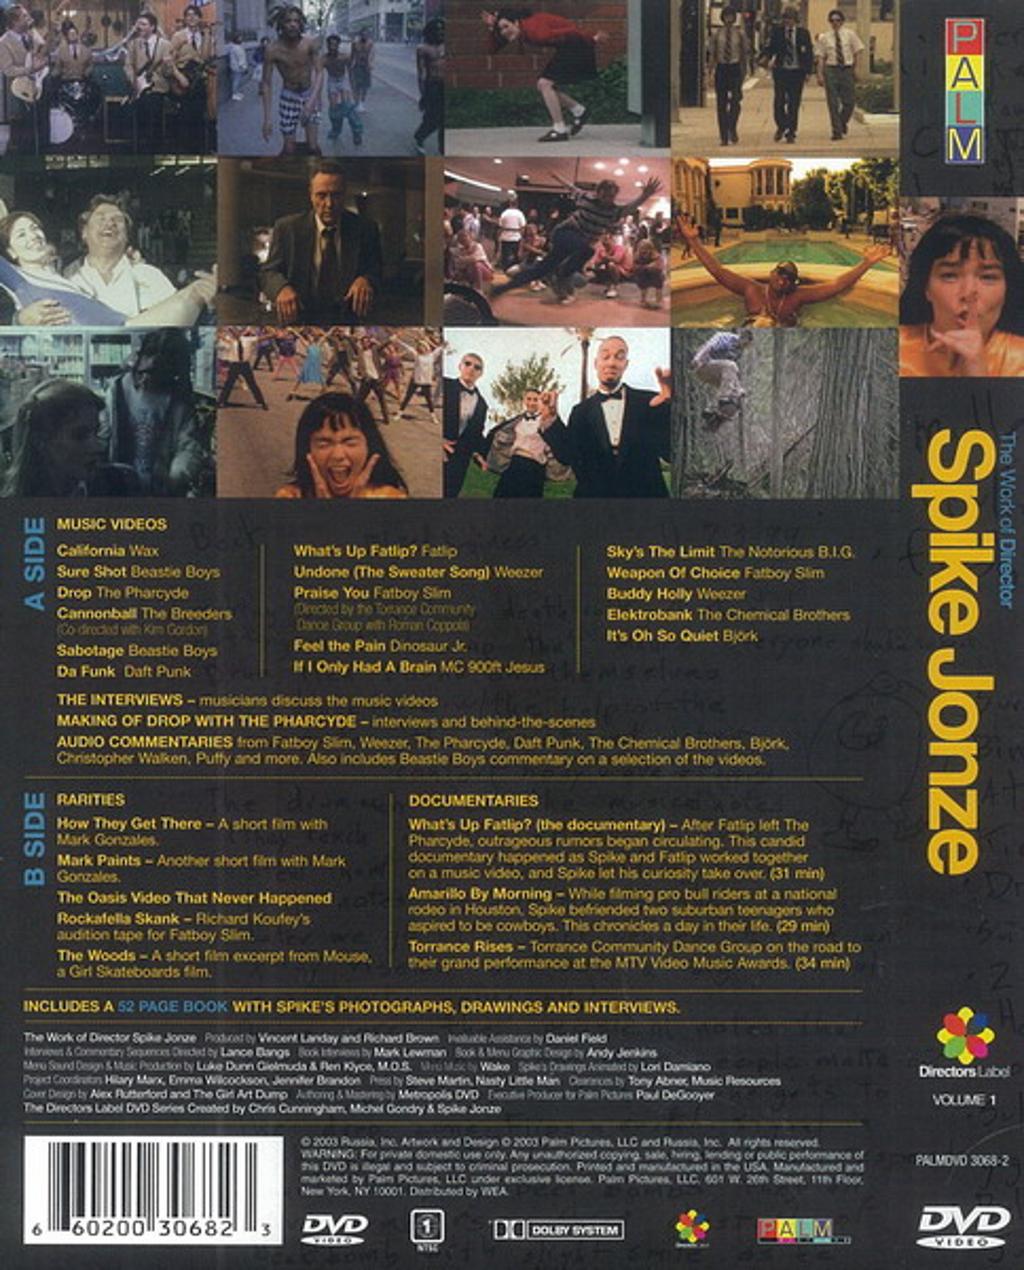 PALM
The Work of Director
Spike Jonze
A SIDE
MUSIC VIDEOS
California Wax
Sure Shot Beastie Boys
Drop The Pharcyde
Cannonball The Breeders
(Co-directed with Kim Gordon)
Sabotage Beastie Boys
Da Funk Daft Punk
What's Up Fatlip? Fatlip
Undone (The Sweater Song) Weezer
Praise You Fatboy Slim
(Directed by the Torrance Community
Dance Group with Roman Coppola)
Feel the Pain Dinosaur Jr.
If I Only Had A Brain MC 900ft Jesus
Sky's The Limit The Notorious B.I.G.
Weapon Of Choice Fatboy Slim
Buddy Holly Weezer
Elektrobank The Chemical Brothers
It's Oh So Quiet Björk
THE INTERVIEWS – musicians discuss the music videos
MAKING OF DROP WITH THE PHARCYDE – interviews and behind-the-scenes
AUDIO COMMENTARIES from Fatboy Slim, Weezer, The Pharcyde, Daft Punk, The Chemical Brothers, Björk,
Christopher Walken, Puffy and more. Also includes Beastie Boys commentary on a selection of the videos.
B SIDE
RARITIES
How They Get There – A short film with
Mark Gonzales.
Mark Paints – Another short film with Mark
Gonzales.
The Oasis Video That Never Happened
Rockafella Skank – Richard Koufey's
audition tape for Fatboy Slim.
The Woods – A short film excerpt from Mouse,
a Girl Skateboards film.
DOCUMENTARIES
What's Up Fatlip? (the documentary) – After Fatlip left The
Pharcyde, outrageous rumors began circulating. This candid
documentary happened as Spike and Fatlip worked together
on a music video, and Spike let his curiosity take over. (31 min)
Amarillo By Morning – While filming pro bull riders at a national
rodeo in Houston, Spike befriended two suburban teenagers who
aspired to be cowboys. This chronicles a day in their life. (29 min)
Torrance Rises – Torrance Community Dance Group on the road to
their grand performance at the MTV Video Music Awards. (34 min)
INCLUDES A 52 PAGE BOOK WITH SPIKE'S PHOTOGRAPHS, DRAWINGS AND INTERVIEWS.
The Work of Director Spike Jonze Produced by Vincent Landay and Richard Brown Invaluable Assistance by Daniel Field
Interviews & Commentary Sequences Directed by Lance Bangs Book Interviews by Mark Lewman Book & Menu Graphic Design by Andy Jenkins
Menu Sound Design & Music Production by Luke Dunn Gielmuda & Ren Klyce, M.O.S. Menu Music by Wake Spike's Drawings Animated by Lori Damiano
Project Coordinators Hilary Marx, Emma Wilcockson, Jennifer Brandon Press by Steve Martin, Nasty Little Man Clearances by Tony Abner, Music Resources
Cover Design by Alex Rutterford and The Girl Art Dump Authoring & Mastering by Metropolis DVD Executive Producer for Palm Pictures Paul DeGooyer
The Directors Label DVD Series Created by Chris Cunningham, Michel Gondry & Spike Jonze
© 2003 Russia, Inc. Artwork and Design © 2003 Palm Pictures, LLC and Russia, Inc. All rights reserved.
WARNING: For private domestic use only. Any unauthorized copying, sale, hiring, lending or public performance of
this DVD is illegal and subject to criminal prosecution. Printed and manufactured in the USA. Manufactured and
marketed by Palm Pictures, LLC under exclusive license. Palm Pictures, LLC. 601 W. 26th Street, 11th Floor,
New York, NY 10001. Distributed by WEA.
6 60200 30682 3
DVD
VIDEO
1
NTSC
DOLBY SYSTEM
PALM
Directors Label
VOLUME 1
PALMDVD 3068-2
DVD
VIDEO